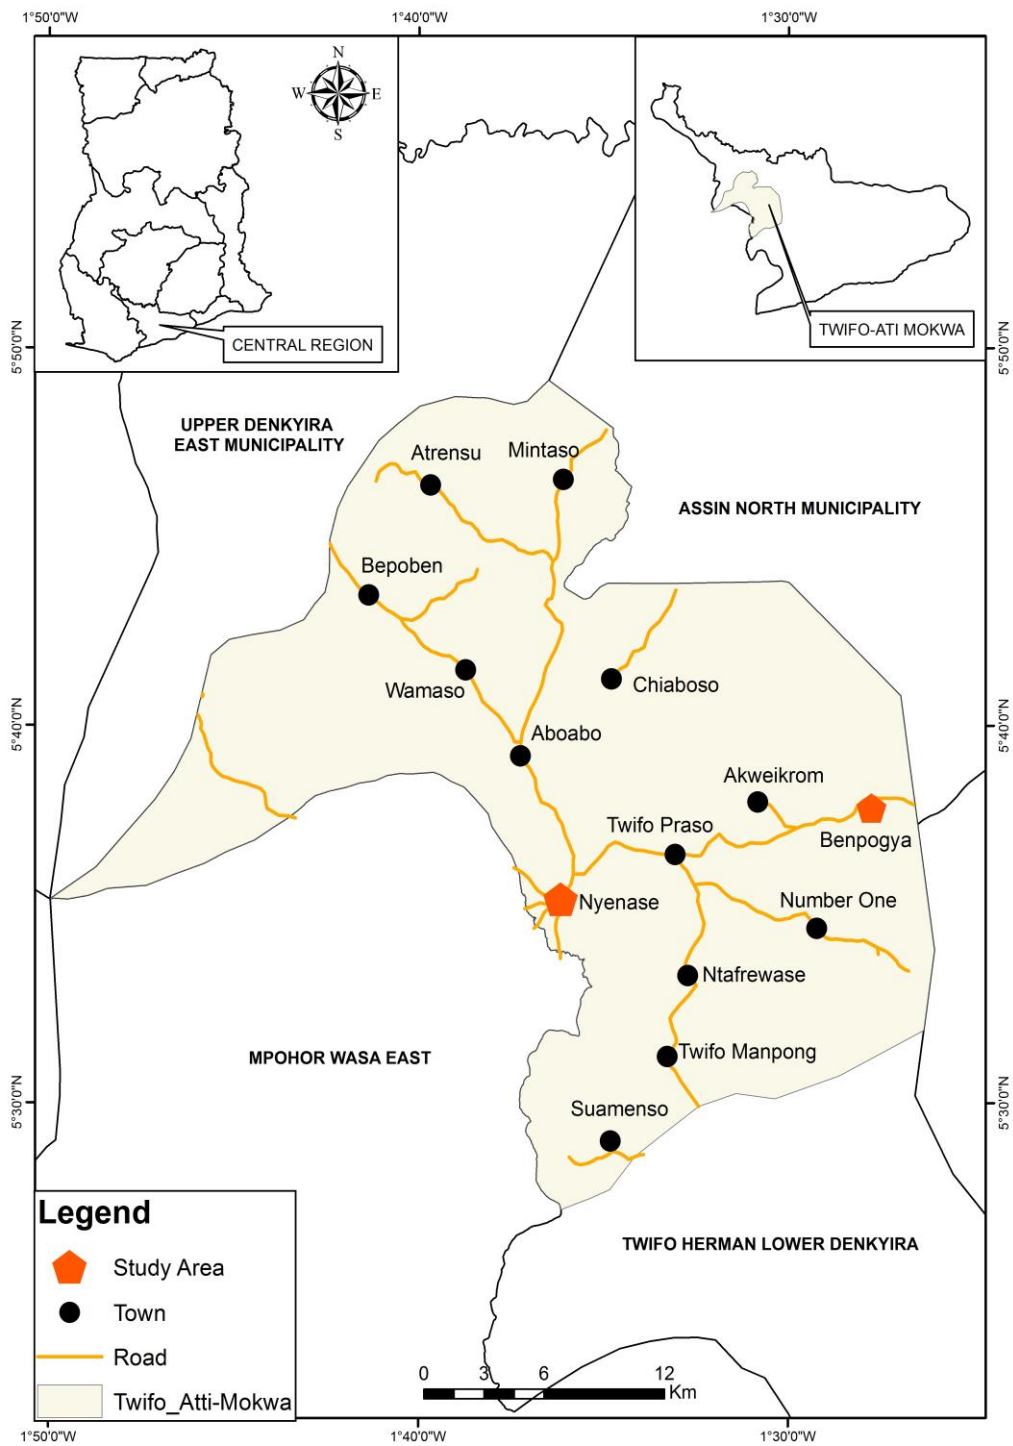 1°50'0"W
1°40'0"W
1°30'0"W
N
W
E
S
CENTRAL REGION
TWIFO-ATI MOKWA
5°50'0"N
5°50'0"N
UPPER DENKYIRA
EAST MUNICIPALITY
Atrensu
Mintaso
ASSIN NORTH MUNICIPALITY
Bepoben
Wamaso
Chiaboso
5°40'0"N
5°40'0"N
Aboabo
Akweikrom
Twifo Praso
Benpogya
Nyenase
Number One
Ntafrewase
MPOHOR WASA EAST
Twifo Manpong
5°30'0"N
5°30'0"N
Suamenso
TWIFO HERMAN LOWER DENKYIRA
Legend
Study Area
Town
Road
Twifo_Atti-Mokwa
0
3
6
12
Km
1°50'0"W
1°40'0"W
1°30'0"W